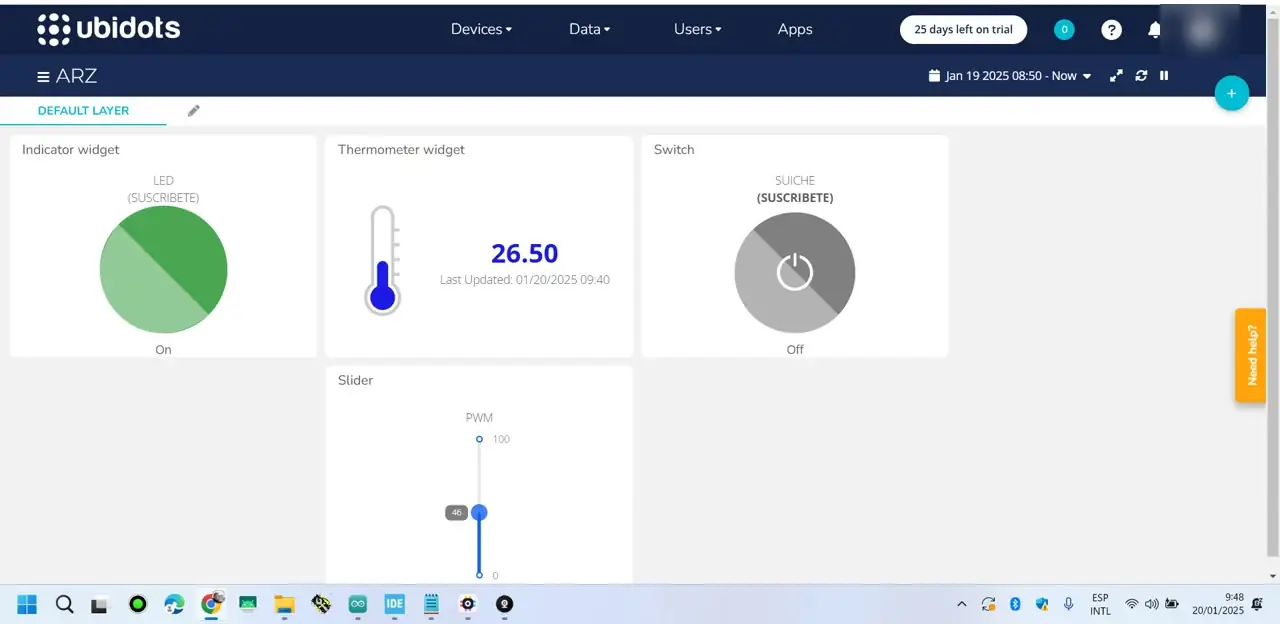 ubidots
Devices
Data
Users
Apps
25 days left on trial
0
?
ARZ
Jan 19 2025 08:50 - Now
+
DEFAULT LAYER
Indicator widget
LED
(SUSCRIBETE)
On
Thermometer widget
26.50
Last Updated: 01/20/2025 09:40
Switch
SUICHE
(SUSCRIBETE)
Off
Need help?
Slider
PWM
100
46
0
IDE
ESP
INTL
9:48
20/01/2025